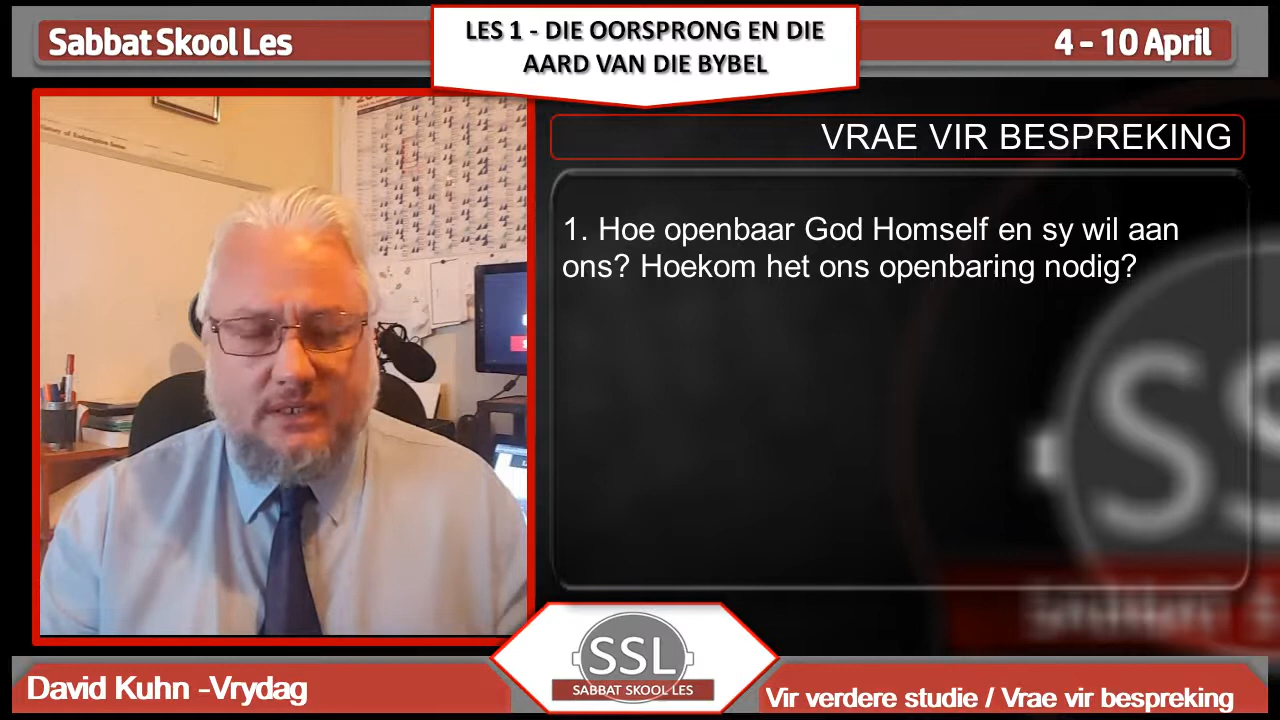 Sabbat Skool Les
LES 1 - DIE OORSPRONG EN DIE
AARD VAN DIE BYBEL
4 - 10 April
VRAE VIR BESPREKING
1. Hoe openbaar God Homself en sy wil aan
ons? Hoekom het ons openbaring nodig?
SSL
SABBAT SKOOL LES
David Kuhn -Vrydag
Vir verdere studie / Vrae vir bespreking